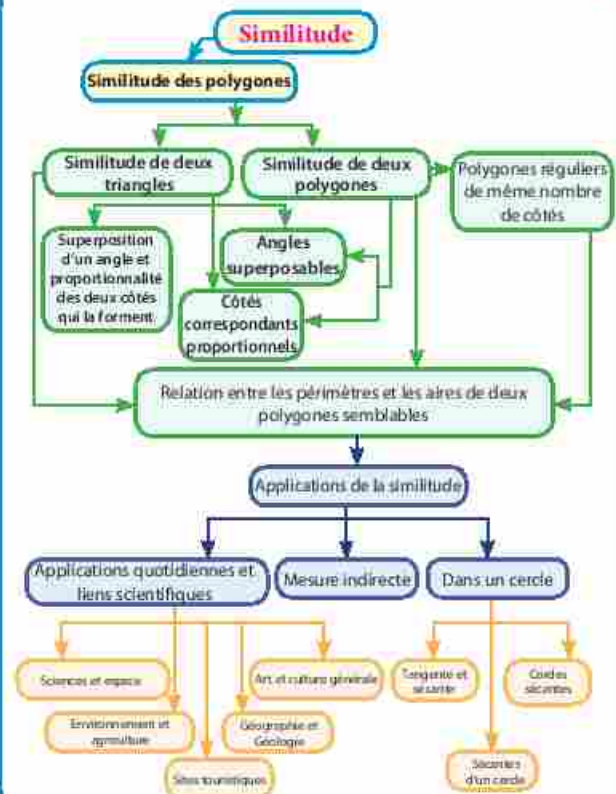 Similitude
Similitude des polygones
Similitude de deux
triangles
Similitude de deux
polygones
Polygones réguliers
de même nombre
de côtés
Superposition
d'un angle et
proportionnalité
des deux côtés
qui la forment
Angles
superposables
Côtés
correspondants
proportionnels
Relation entre les périmètres et les aires de deux
polygones semblables
Applications de la similitude
Applications quotidiennes et
liens scientifiques
Mesure indirecte
Dans un cercle
Sciences et espace
Art et culture générale
Tangente et
sécante
Cordes
sécantes
Environnement et
agriculture
Géographie et
Géologie
Sites touristiques
Sécantes
d'un cercle